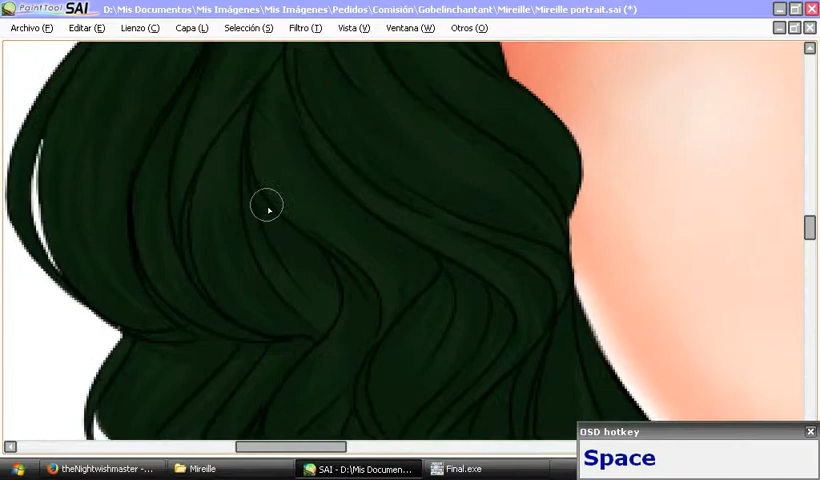 PaintTool SAI D:\Mis Documentos\Mis Imágenes\Mis Imágenes\Pedidos\Comisión\Gobelinchantant\Mireille\Mireille portrait.sai (*)
Archivo (F) Editar (E) Lienzo (C) Capa (L) Selección (S) Filtro (T) Vista (V) Ventana (W) Otros (O)
OSD hotkey
Space
theNightwishmaster -... Mireille SAI - D:\Mis Documen... Final.exe